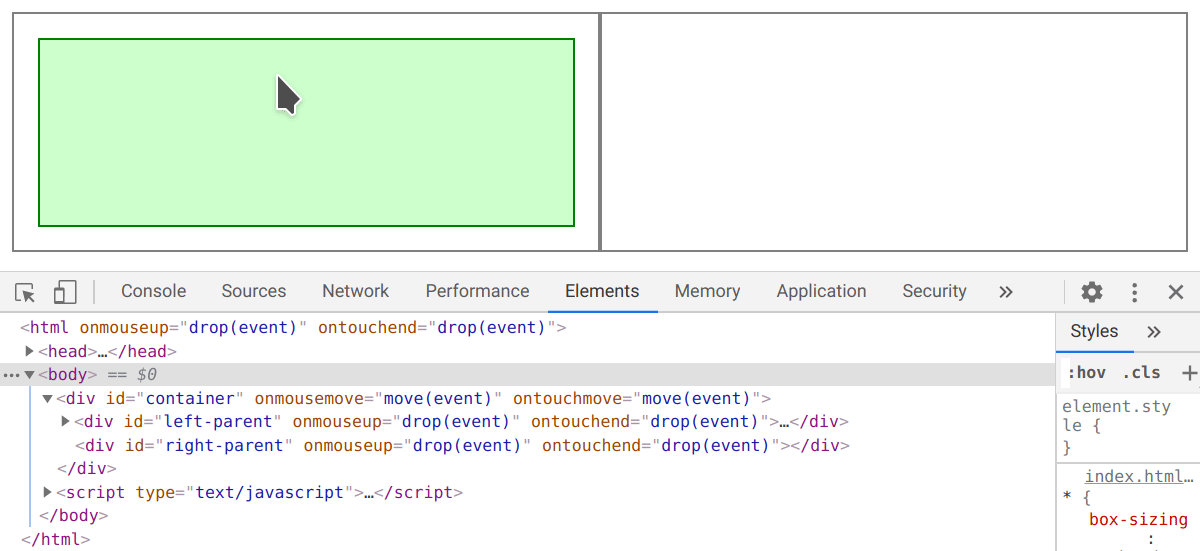 Console Sources Network Performance Elements Memory Application Security »
<html onmouseup="drop(event)" ontouchend="drop(event)">
<head>…</head>
<body> == $0
<div id="container" onmousemove="move(event)" ontouchmove="move(event)">
<div id="left-parent" onmouseup="drop(event)" ontouchend="drop(event)">…</div>
<div id="right-parent" onmouseup="drop(event)" ontouchend="drop(event)"></div>
</div>
<script type="text/javascript">…</script>
</body>
</html>
Styles »
:hov .cls +
element.sty
le {
}
index.html…
* {
box-sizing
: